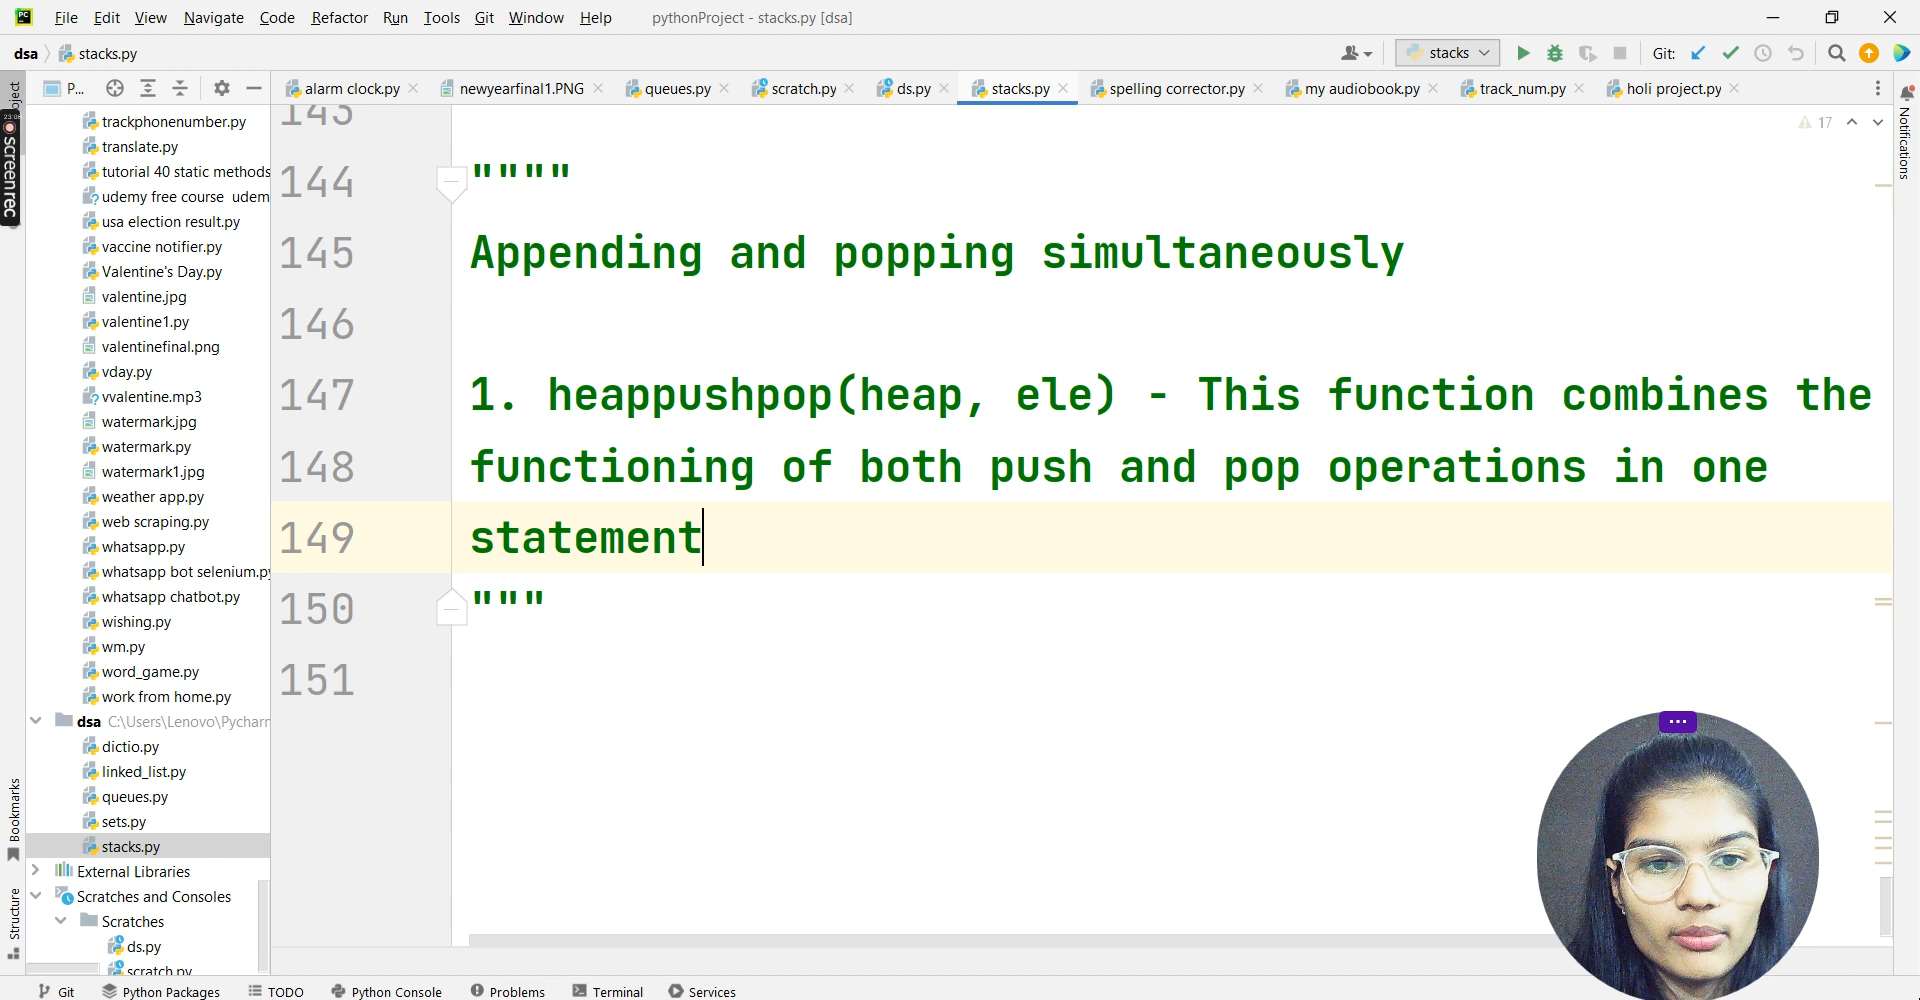 File Edit View Navigate Code Refactor Run Tools Git Window Help pythonProject - stacks.py [dsa]
dsa stacks.py stacks Git:
P... alarm clock.py newyearfinal1.PNG queues.py scratch.py ds.py stacks.py spelling corrector.py my audiobook.py track_num.py holi project.py
Project
23:06
screenrec
Bookmarks
Structure
trackphonenumber.py
translate.py
tutorial 40 static methods
udemy free course udem
usa election result.py
vaccine notifier.py
Valentine's Day.py
valentine.jpg
valentine1.py
valentinefinal.png
vday.py
vvalentine.mp3
watermark.jpg
watermark.py
watermark1.jpg
weather app.py
web scraping.py
whatsapp.py
whatsapp bot selenium.py
whatsapp chatbot.py
wishing.py
wm.py
word_game.py
work from home.py
dsa C:\Users\Lenovo\Pycharm
dictio.py
linked_list.py
queues.py
sets.py
stacks.py
External Libraries
Scratches and Consoles
Scratches
ds.py
scratch.py
143
144 """"
145 Appending and popping simultaneously
146
147 1. heappushpop(heap, ele) - This function combines the
148 functioning of both push and pop operations in one
149 statement
150 """
151
17
Notifications
...
Git Python Packages TODO Python Console Problems Terminal Services